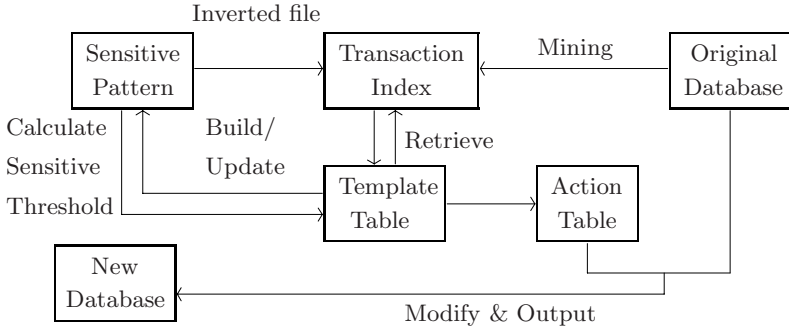 Inverted file
Sensitive
Pattern
Transaction
Index
Mining
Original
Database
Calculate
Sensitive
Threshold
Build/
Update
Retrieve
Template
Table
Action
Table
New
Database
Modify & Output